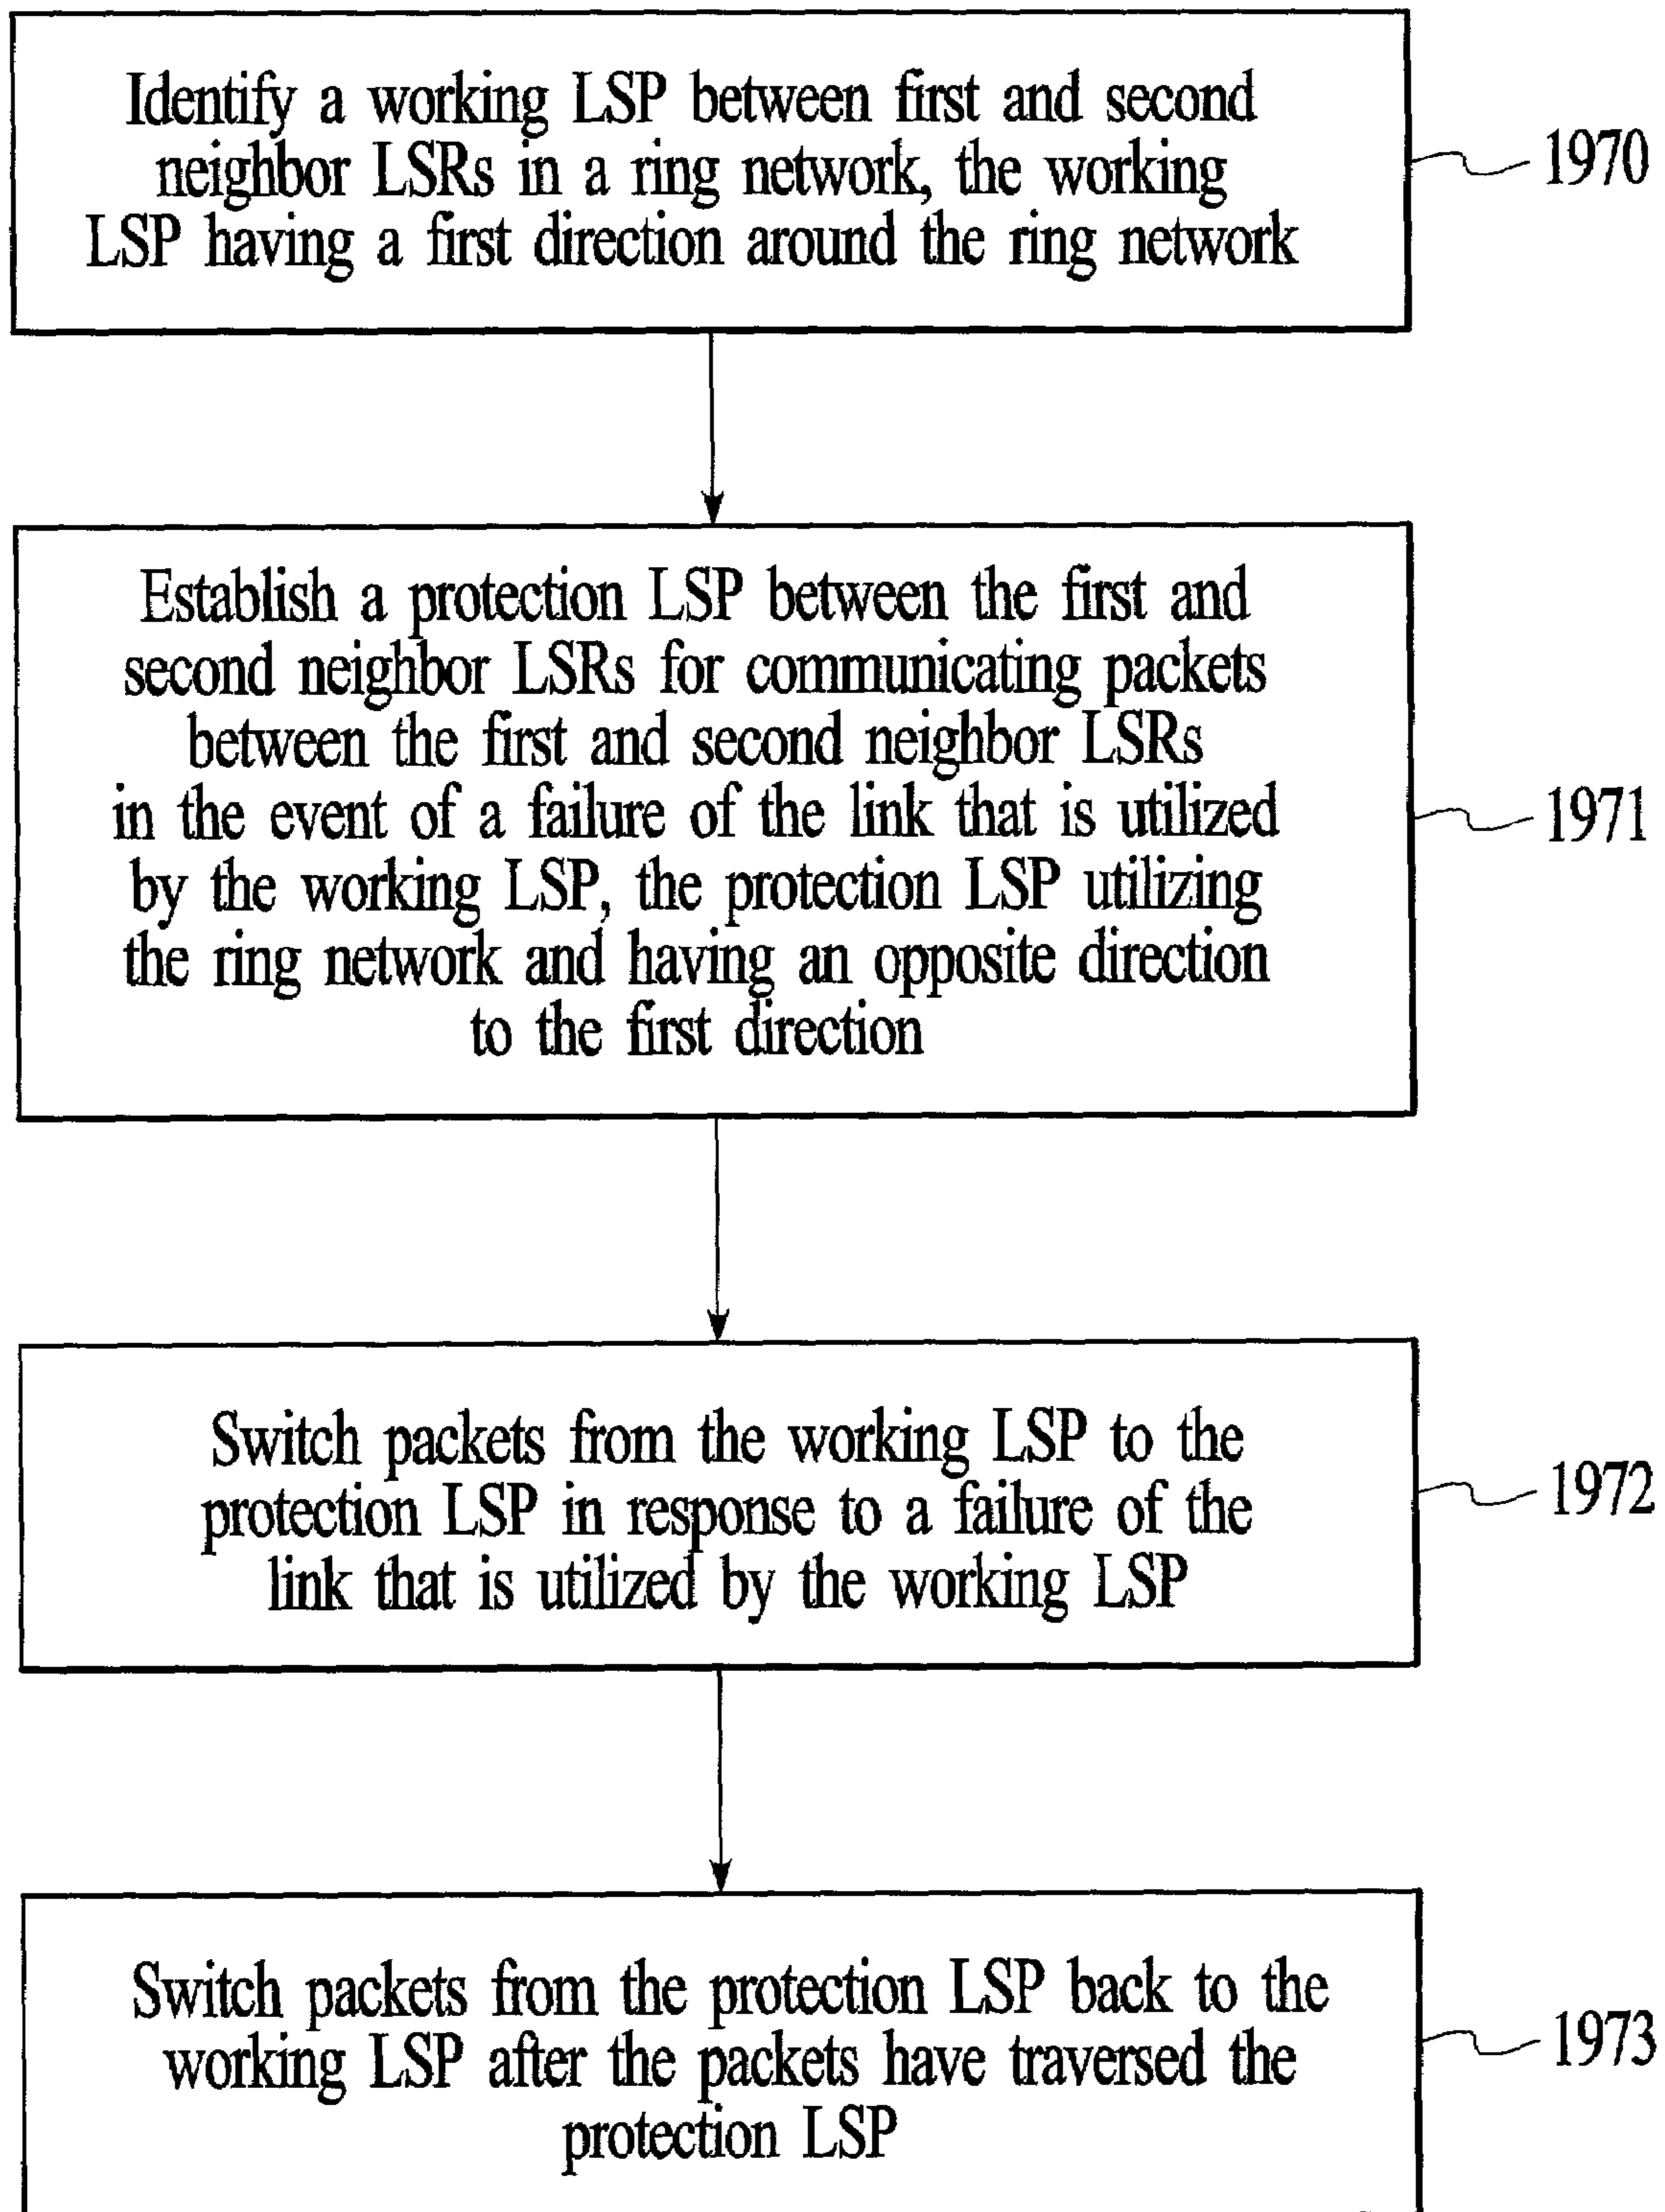 Identify a working LSP between first and second
neighbor LSRs in a ring network, the working
LSP having a first direction around the ring network
1970
Establish a protection LSP between the first and
second neighbor LSRs for communicating packets
between the first and second neighbor LSRs
in the event of a failure of the link that is utilized
by the working LSP, the protection LSP utilizing
the ring network and having an opposite direction
to the first direction
1971
Switch packets from the working LSP to the
protection LSP in response to a failure of the
link that is utilized by the working LSP
1972
Switch packets from the protection LSP back to the
working LSP after the packets have traversed the
protection LSP
1973